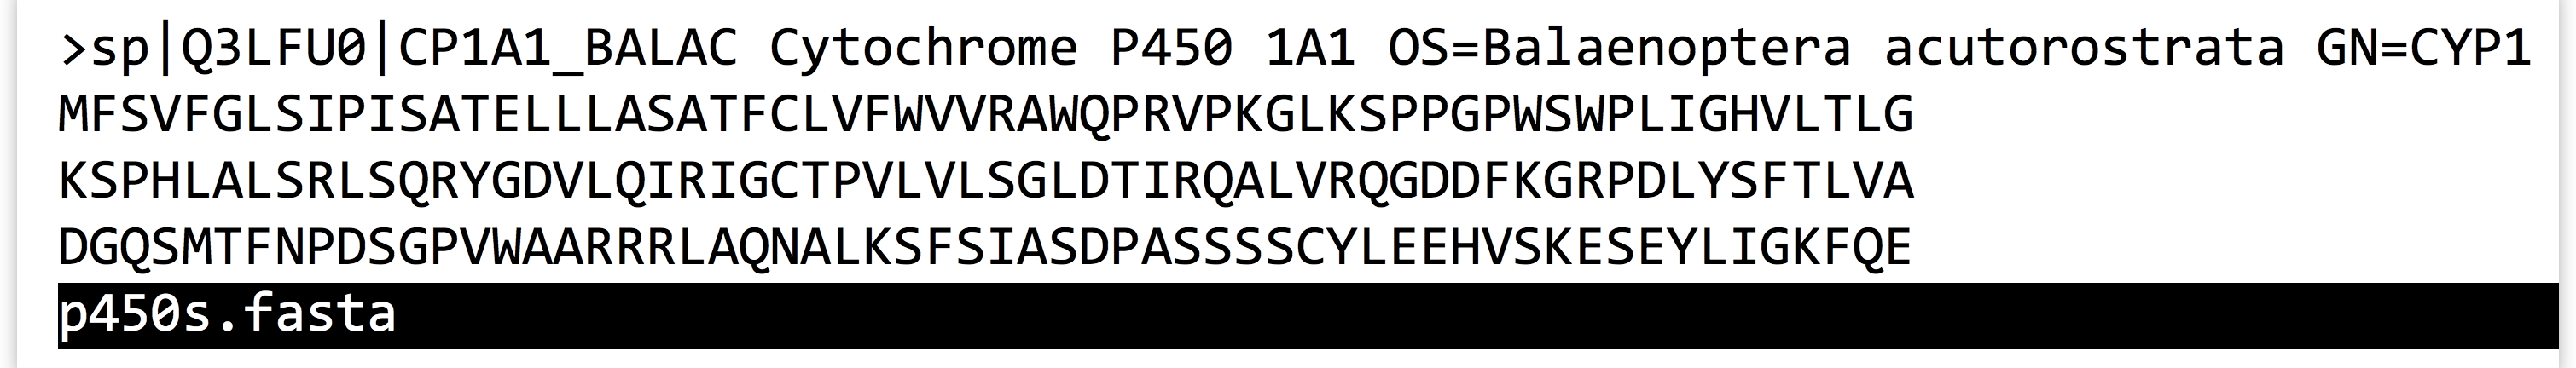 >sp|Q3LFU0|CP1A1_BALAC Cytochrome P450 1A1 OS=Balaenoptera acutorostrata GN=CYP1
MFSVFGLSIPISATELLLASATFCLVFWVVRAWQPRVPKGLKSPPGPWSWPLIGHVLTLG
KSPHLALSRLSQRYGDVLQIRIGCTPVLVLSGLDTIRQALVRQGDDFKGRPDLYSFTLVA
DGQSMTFNPDSGPVWAARRRLAQNALKSFSIASDPASSSSCYLEEHVSKESEYLIGKFQE
p450s.fasta